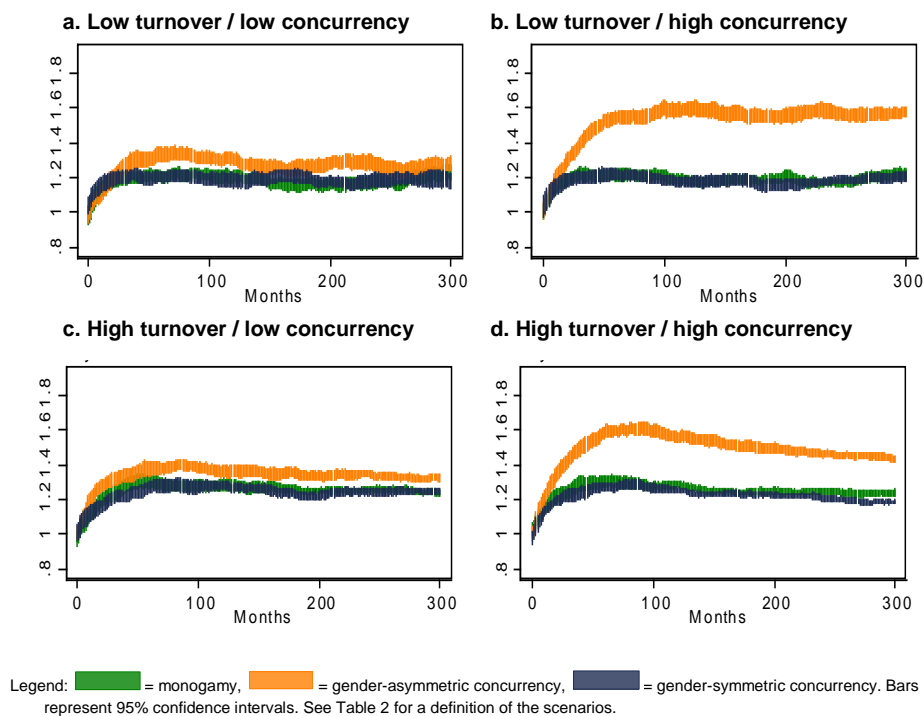 a. Low turnover / low concurrency
b. Low turnover / high concurrency
.8 1 1.2 1.4 1.6 1.8
0 100 200 300
Months
.8 1 1.2 1.4 1.6 1.8
0 100 200 300
Months
c. High turnover / low concurrency
d. High turnover / high concurrency
.8 1 1.2 1.4 1.6 1.8
0 100 200 300
Months
.8 1 1.2 1.4 1.6 1.8
0 100 200 300
Months
Legend: = monogamy, = gender-asymmetric concurrency, = gender-symmetric concurrency. Bars
represent 95% confidence intervals. See Table 2 for a definition of the scenarios.